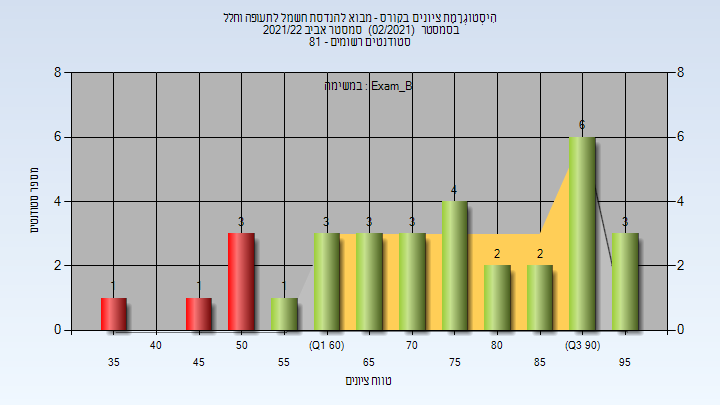 הִיסְטוֹגְרָמַת ציונים בקורס - מבוא להנדסת חשמל לתעופה וחלל
בסמסטר (02/2021) סמסטר אביב 2021/22
סטודנטים רשומים - 81
במשימה : Exam_B
8 8
6 6
4 4
2 2
0 0
מספר סטודונטים
1 1 3 1 3 3 3 4 2 2 6 3
40 50 (Q1 60) 70 80 (Q3 90)
35 45 55 65 75 85 95
טווח ציונים